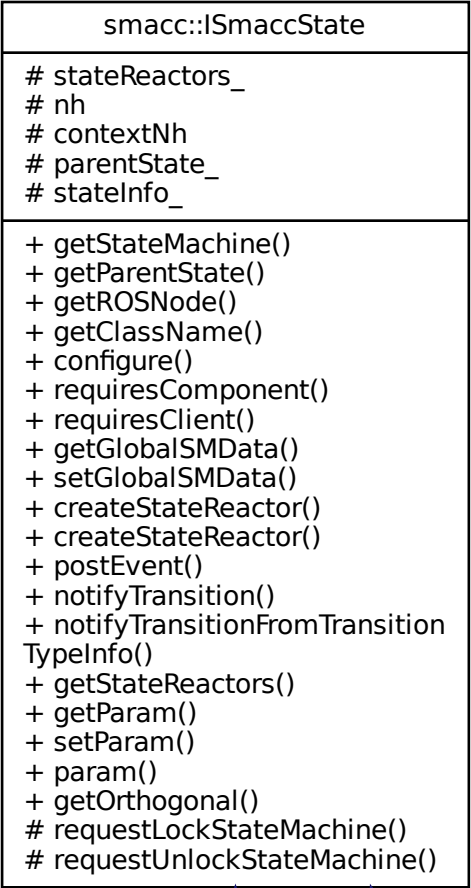 smacc::ISmaccState
# stateReactors_
# nh
# contextNh
# parentState_
# stateInfo_
+ getStateMachine()
+ getParentState()
+ getROSNode()
+ getClassName()
+ configure()
+ requiresComponent()
+ requiresClient()
+ getGlobalSMData()
+ setGlobalSMData()
+ createStateReactor()
+ createStateReactor()
+ postEvent()
+ notifyTransition()
+ notifyTransitionFromTransition
TypeInfo()
+ getStateReactors()
+ getParam()
+ setParam()
+ param()
+ getOrthogonal()
# requestLockStateMachine()
# requestUnlockStateMachine()